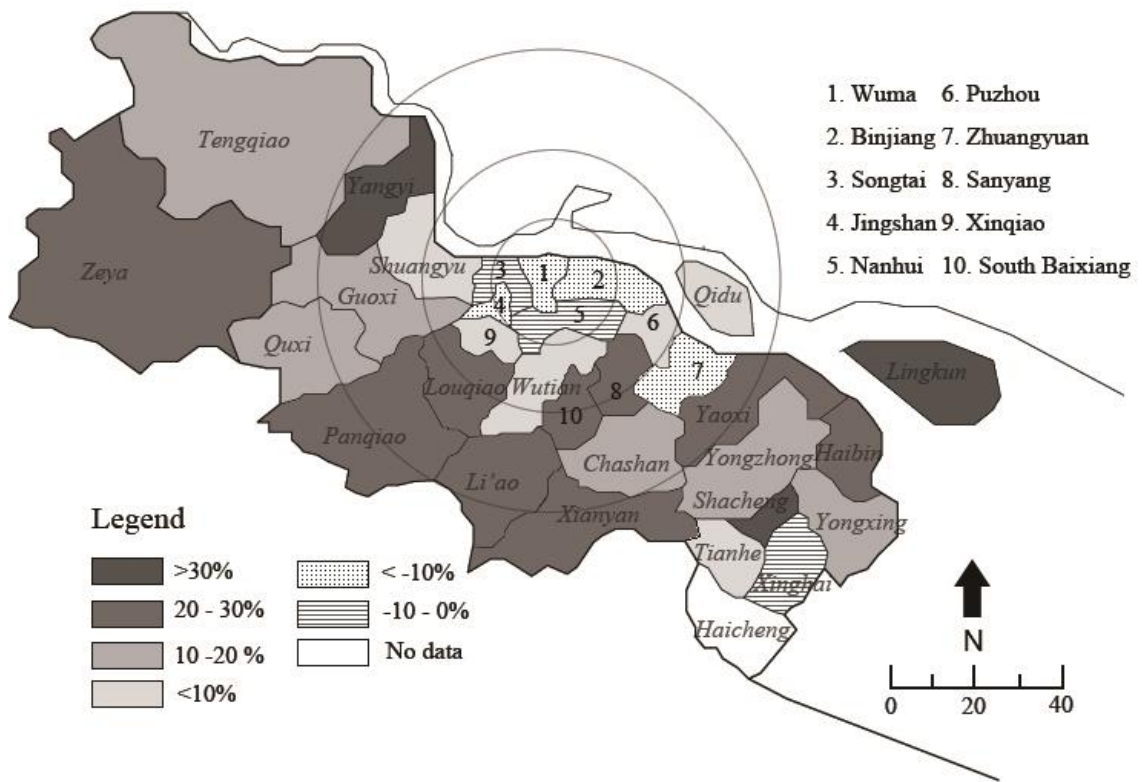 1. Wuma 6. Puzhou
2. Binjiang 7. Zhuangyuan
3. Songtai 8. Sanyang
4. Jingshan 9. Xinqiao
5. Nanhui 10. South Baixiang
Tengqiao
Yangyi
Zeya
Shuangyu
Guoxi
Quxi
3
1
2
4
5
6
9
7
Qidu
Lingkun
Louqiao
Wutian
8
10
Yaoxi
Panqiao
Chashan
Yongzhong
Haibin
Li'ao
Xianyan
Shacheng
Yongxing
Tianhe
Xinghai
Haicheng
Legend
>30%
20 - 30%
10 -20 %
<10%
< -10%
-10 - 0%
No data
N
0 20 40